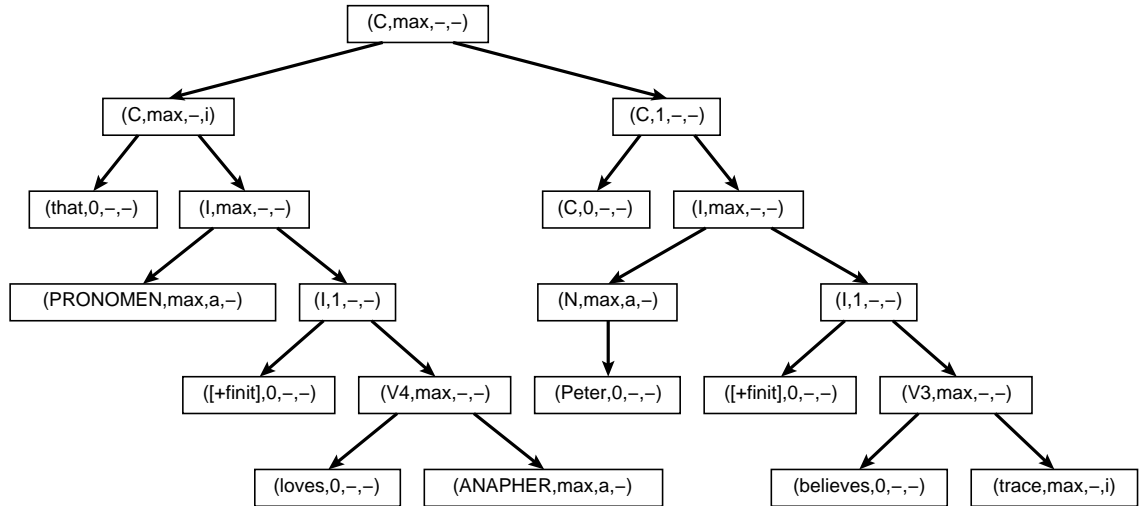 (C,max,–,–)
(C,max,–,i)
(C,1,–,–)
(that,0,–,–)
(I,max,–,–)
(C,0,–,–)
(I,max,–,–)
(PRONOMEN,max,a,–)
(I,1,–,–)
(N,max,a,–)
(I,1,–,–)
([+finit],0,–,–)
(V4,max,–,–)
(Peter,0,–,–)
([+finit],0,–,–)
(V3,max,–,–)
(loves,0,–,–)
(ANAPHER,max,a,–)
(believes,0,–,–)
(trace,max,–,i)